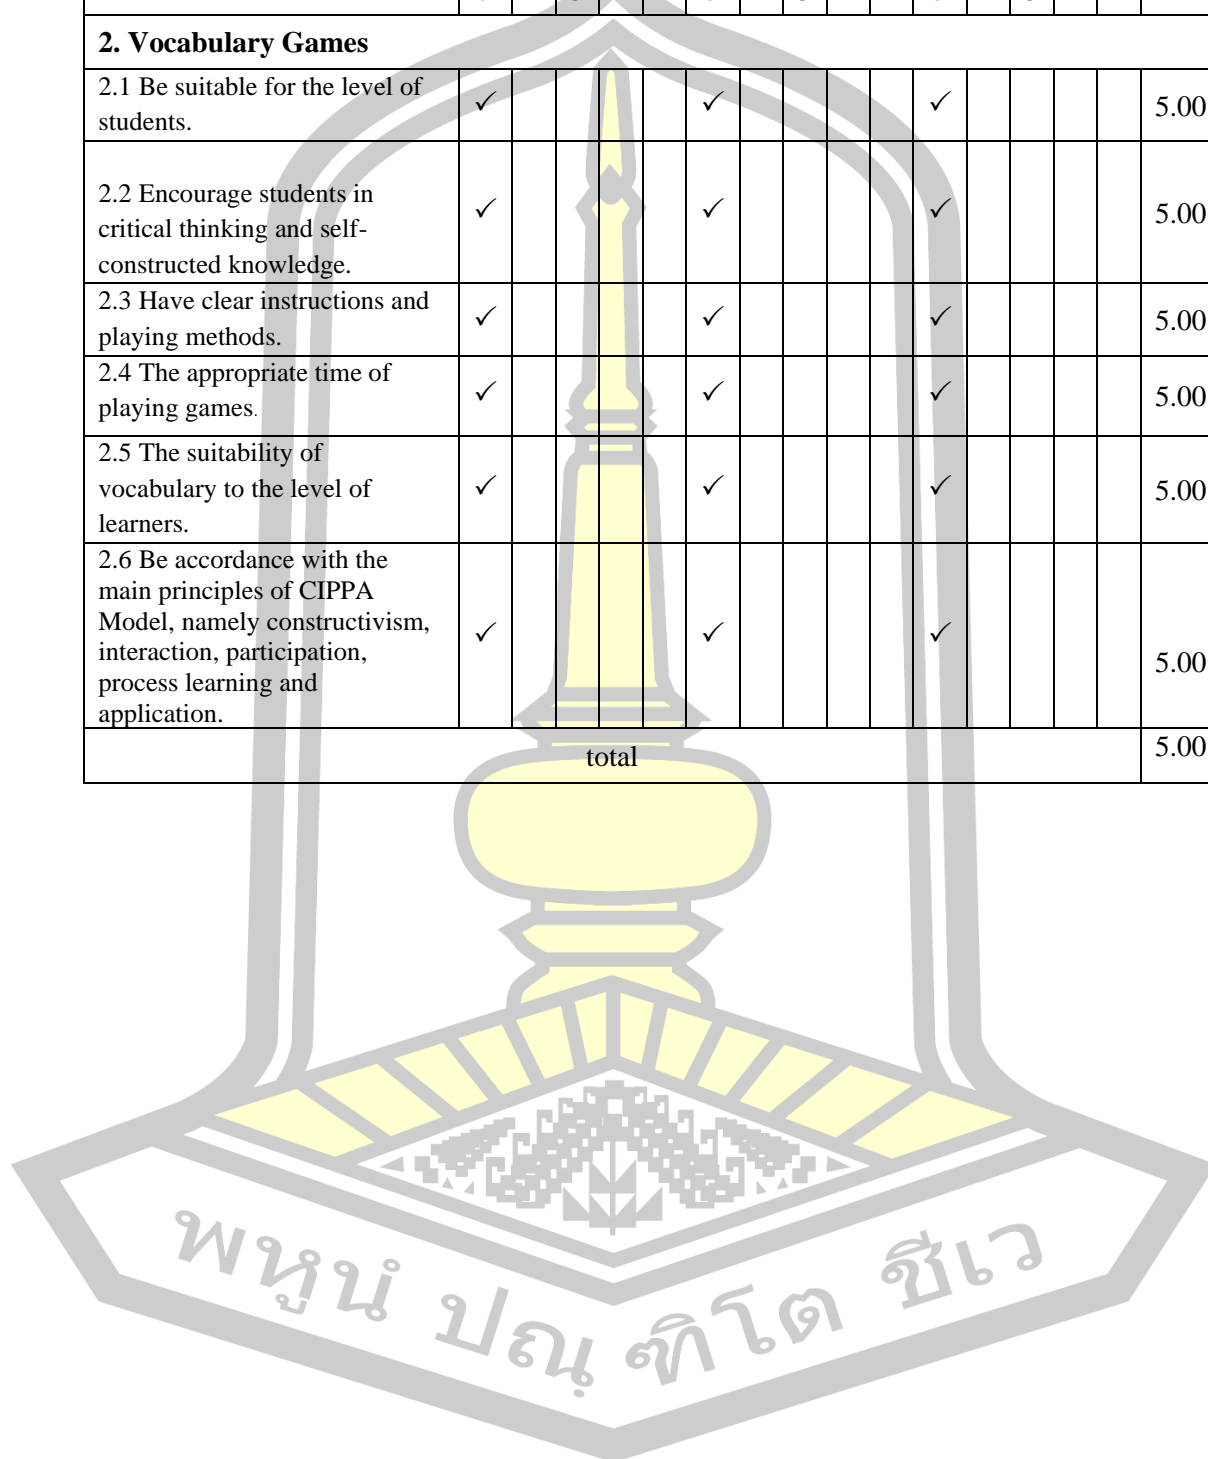 2. Vocabulary Games
2.1 Be suitable for the level of
students.
✓ ✓ ✓ 5.00
2.2 Encourage students in
critical thinking and self-
constructed knowledge.
✓ ✓ ✓ 5.00
2.3 Have clear instructions and
playing methods.
✓ ✓ ✓ 5.00
2.4 The appropriate time of
playing games.
✓ ✓ ✓ 5.00
2.5 The suitability of
vocabulary to the level of
learners.
✓ ✓ ✓ 5.00
2.6 Be accordance with the
main principles of CIPPA
Model, namely constructivism,
interaction, participation,
process learning and
application.
✓ ✓ ✓ 5.00
total 5.00
พหูนํ ปณฺฑิโต ชีเว